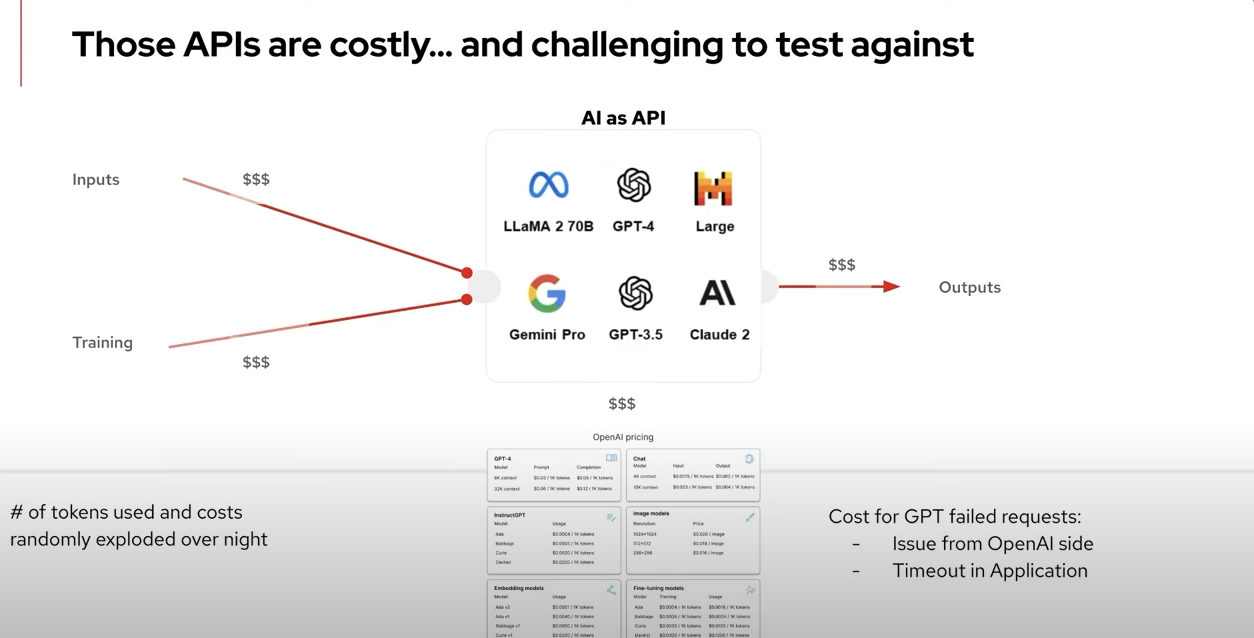 Those APIs are costly... and challenging to test against
AI as API
Inputs
$$$
LLaMA 2 70B
GPT-4
Large
$$$
Outputs
Gemini Pro
GPT-3.5
Claude 2
Training
$$$
$$$
OpenAI pricing
GPT-4
Model Prompt Completion
8K context $0.03 / 1K tokens $0.06 / 1K tokens
32K context $0.06 / 1K tokens $0.12 / 1K tokens
Chat
Model Input Output
4K context $0.0015 / 1K tokens $0.002 / 1K tokens
16K context $0.003 / 1K tokens $0.004 / 1K tokens
# of tokens used and costs
randomly exploded over night
InstructGPT
Model Usage
Ada $0.0004 / 1K tokens
Babbage $0.0005 / 1K tokens
Curie $0.0020 / 1K tokens
Davinci $0.0200 / 1K tokens
Image models
Resolution Price
1024×1024 $0.020 / image
512×512 $0.018 / image
256×256 $0.016 / image
Cost for GPT failed requests:
- Issue from OpenAI side
- Timeout in Application
Embedding models
Model Usage
Ada v2 $0.0001 / 1K tokens
Ada v1 $0.0040 / 1K tokens
Babbage v1 $0.0050 / 1K tokens
Curie v1 $0.0200 / 1K tokens
Fine-tuning models
Model Training Usage
Ada $0.0004 / 1K tokens $0.0016 / 1K tokens
Babbage $0.0006 / 1K tokens $0.0024 / 1K tokens
Curie $0.0030 / 1K tokens $0.0120 / 1K tokens
Davinci $0.0300 / 1K tokens $0.1200 / 1K tokens